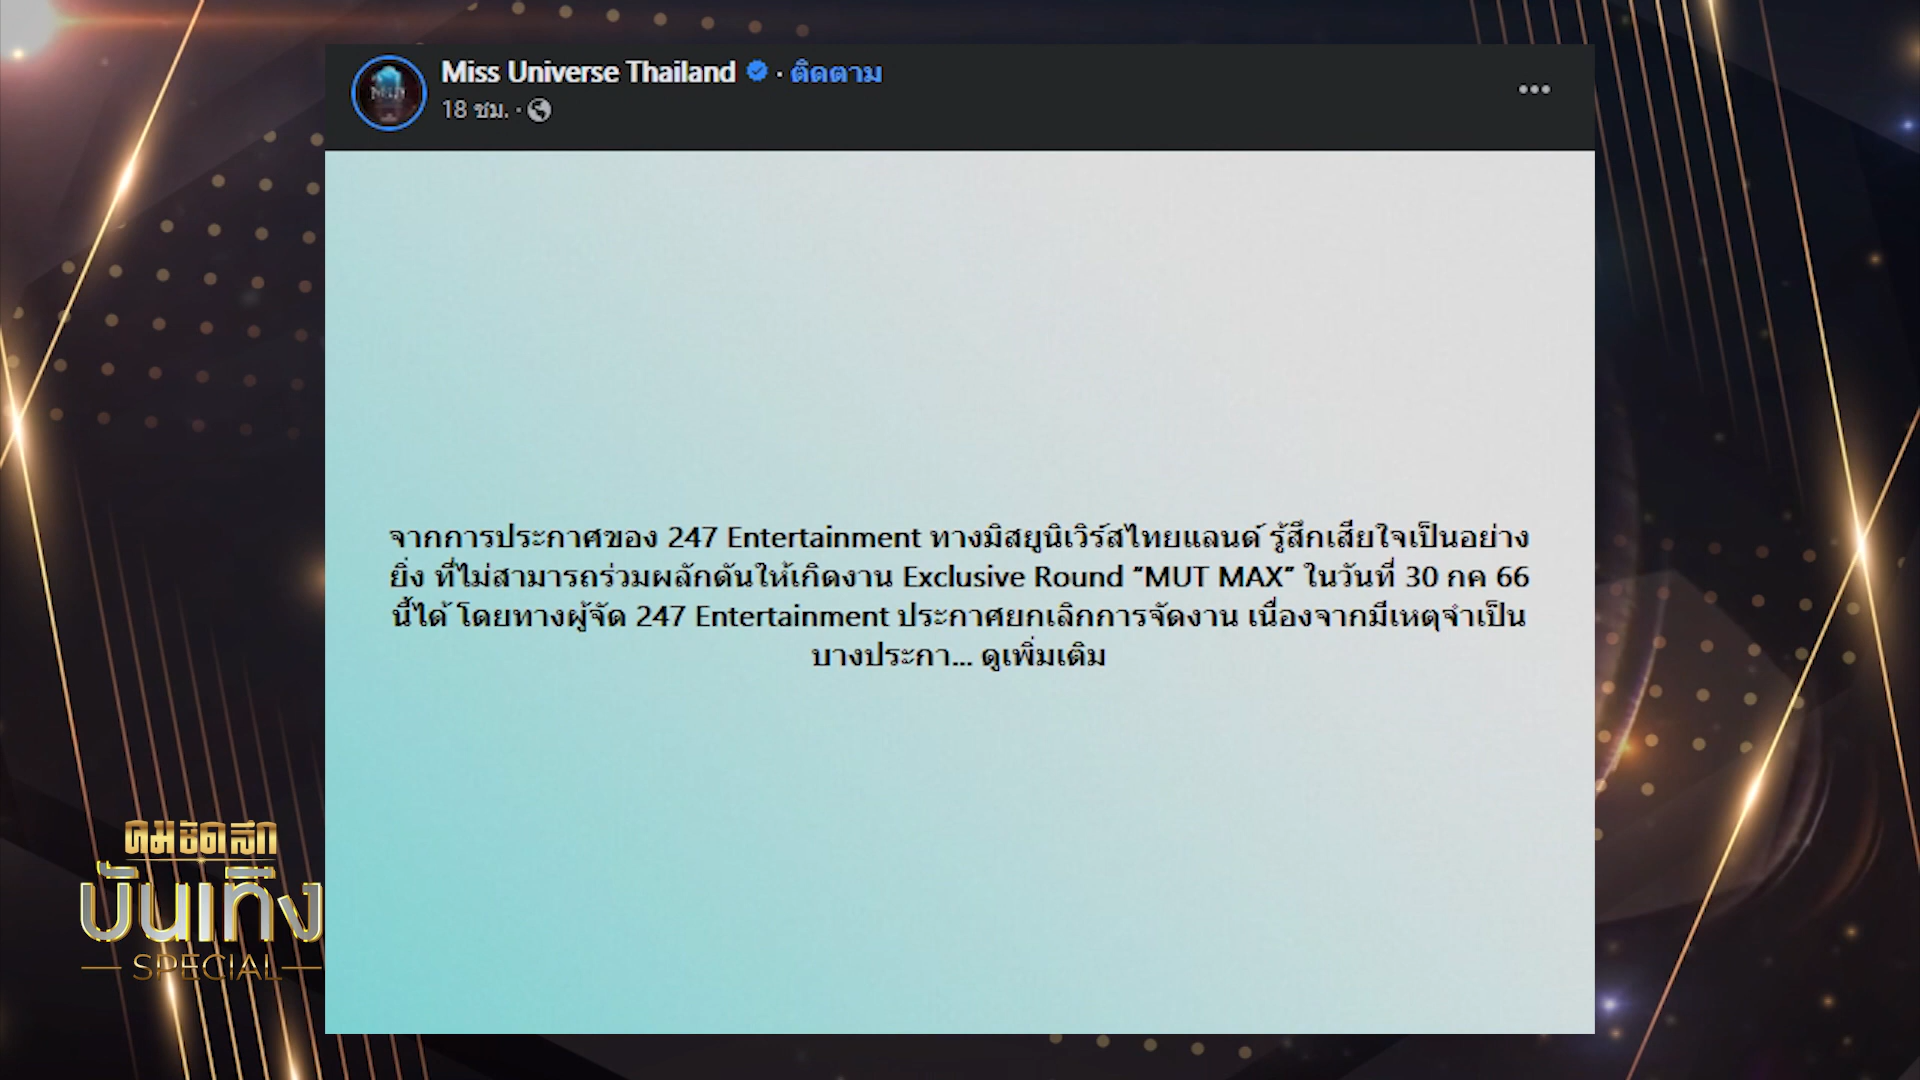 Miss Universe Thailand · ติดตาม
18 ชม. ·
จากการประกาศของ 247 Entertainment ทางมิสยูนิเวิร์สไทยแลนด์ รู้สึกเสียใจเป็นอย่าง
ยิ่ง ที่ไม่สามารถร่วมผลักดันให้เกิดงาน Exclusive Round “MUT MAX” ในวันที่ 30 กค 66
นี้ได้ โดยทางผู้จัด 247 Entertainment ประกาศยกเลิกการจัดงาน เนื่องจากมีเหตุจำเป็น
บางประกา... ดูเพิ่มเติม
คมชัดลึก
บันเทิง
SPECIAL